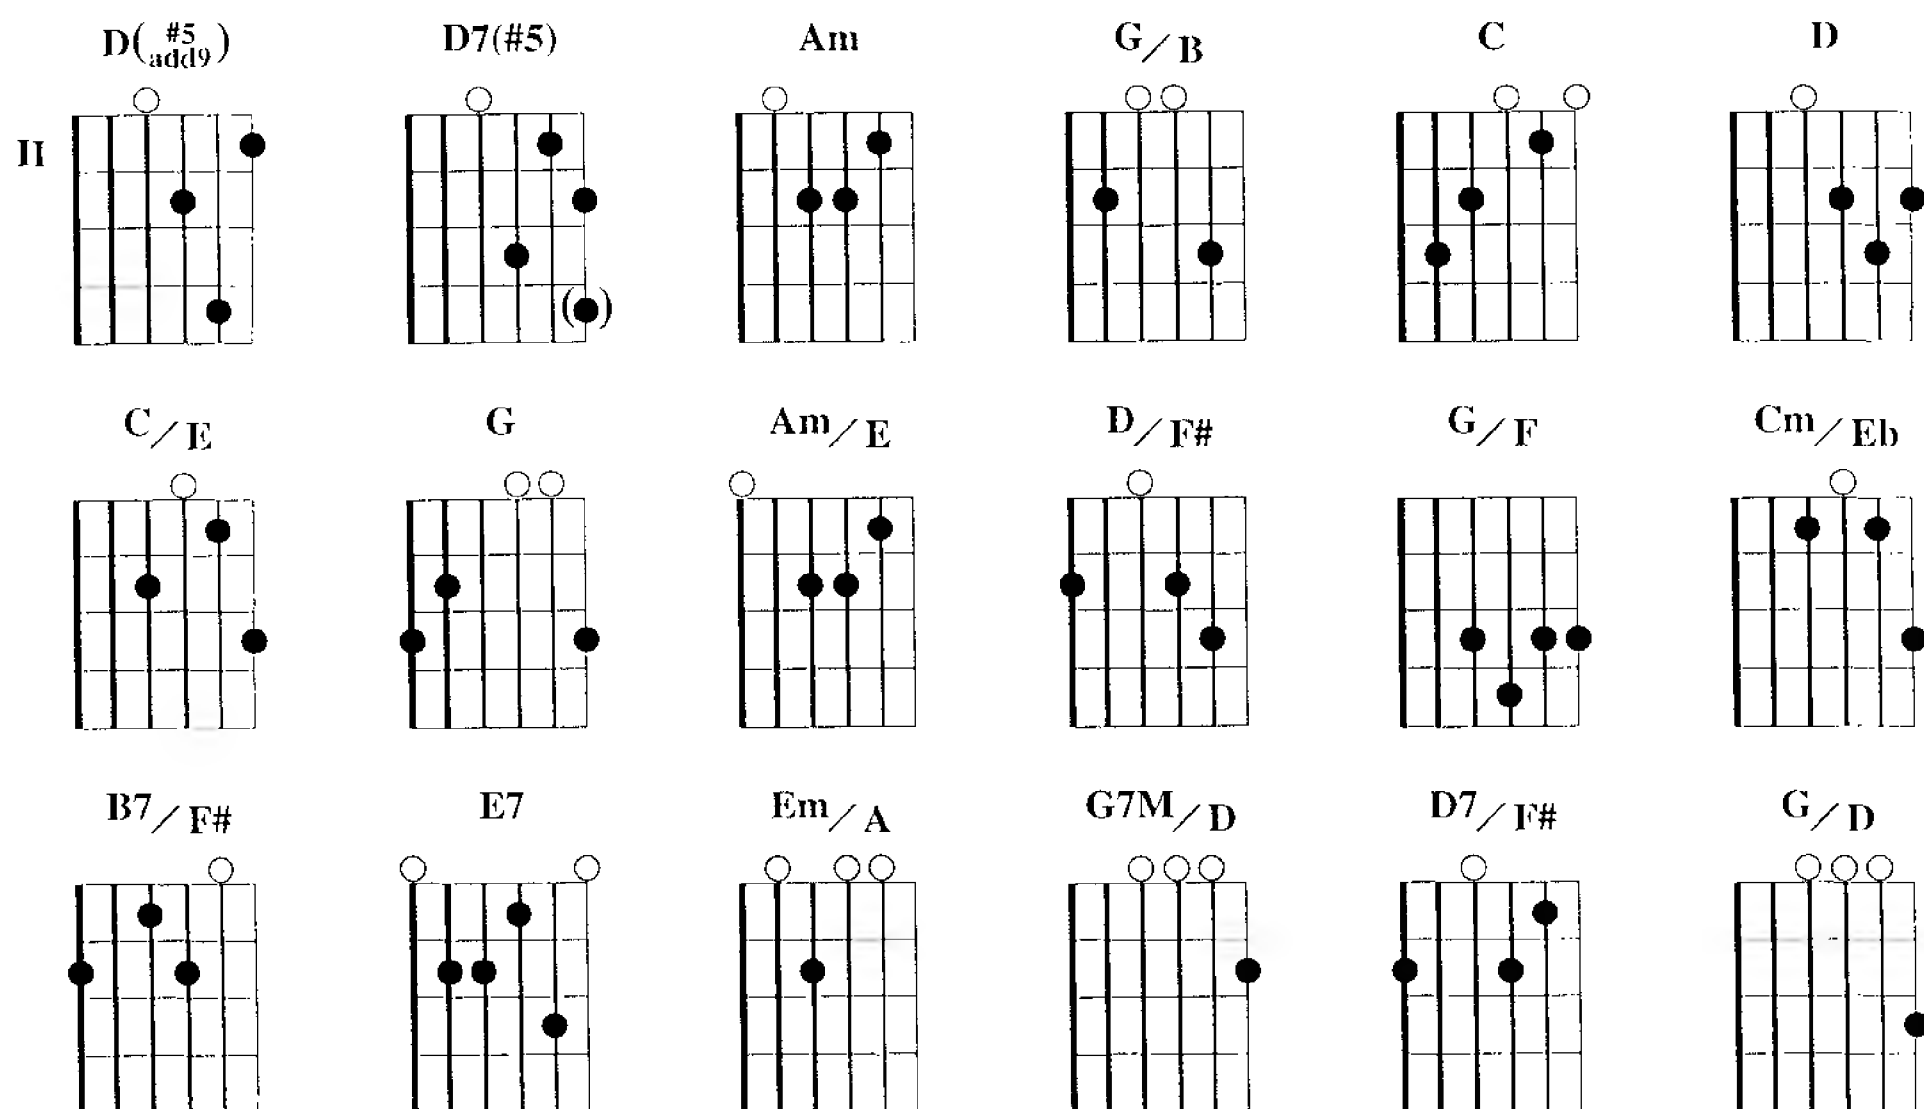 D(#5 add9) D7(#5) Am G/B C D
II
C/E G Am/E D/F# G/F Cm/Eb
( )
B7/F# E7 Em/A G7M/D D7/F# G/D